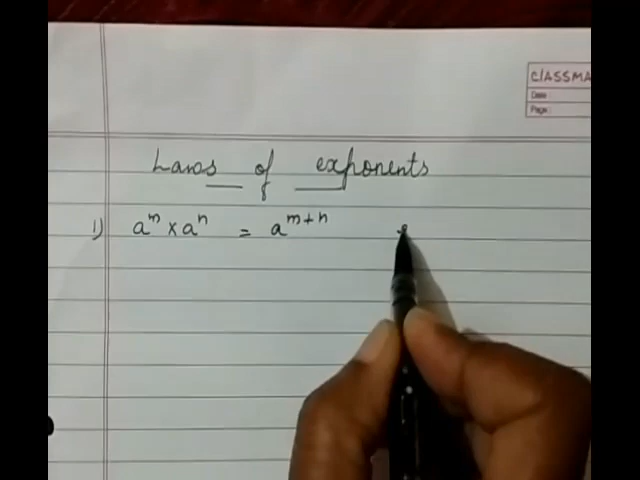 CLASSMA
Date
Page
Laws of exponents
1) aᵐ × aⁿ = aᵐ⁺ⁿ